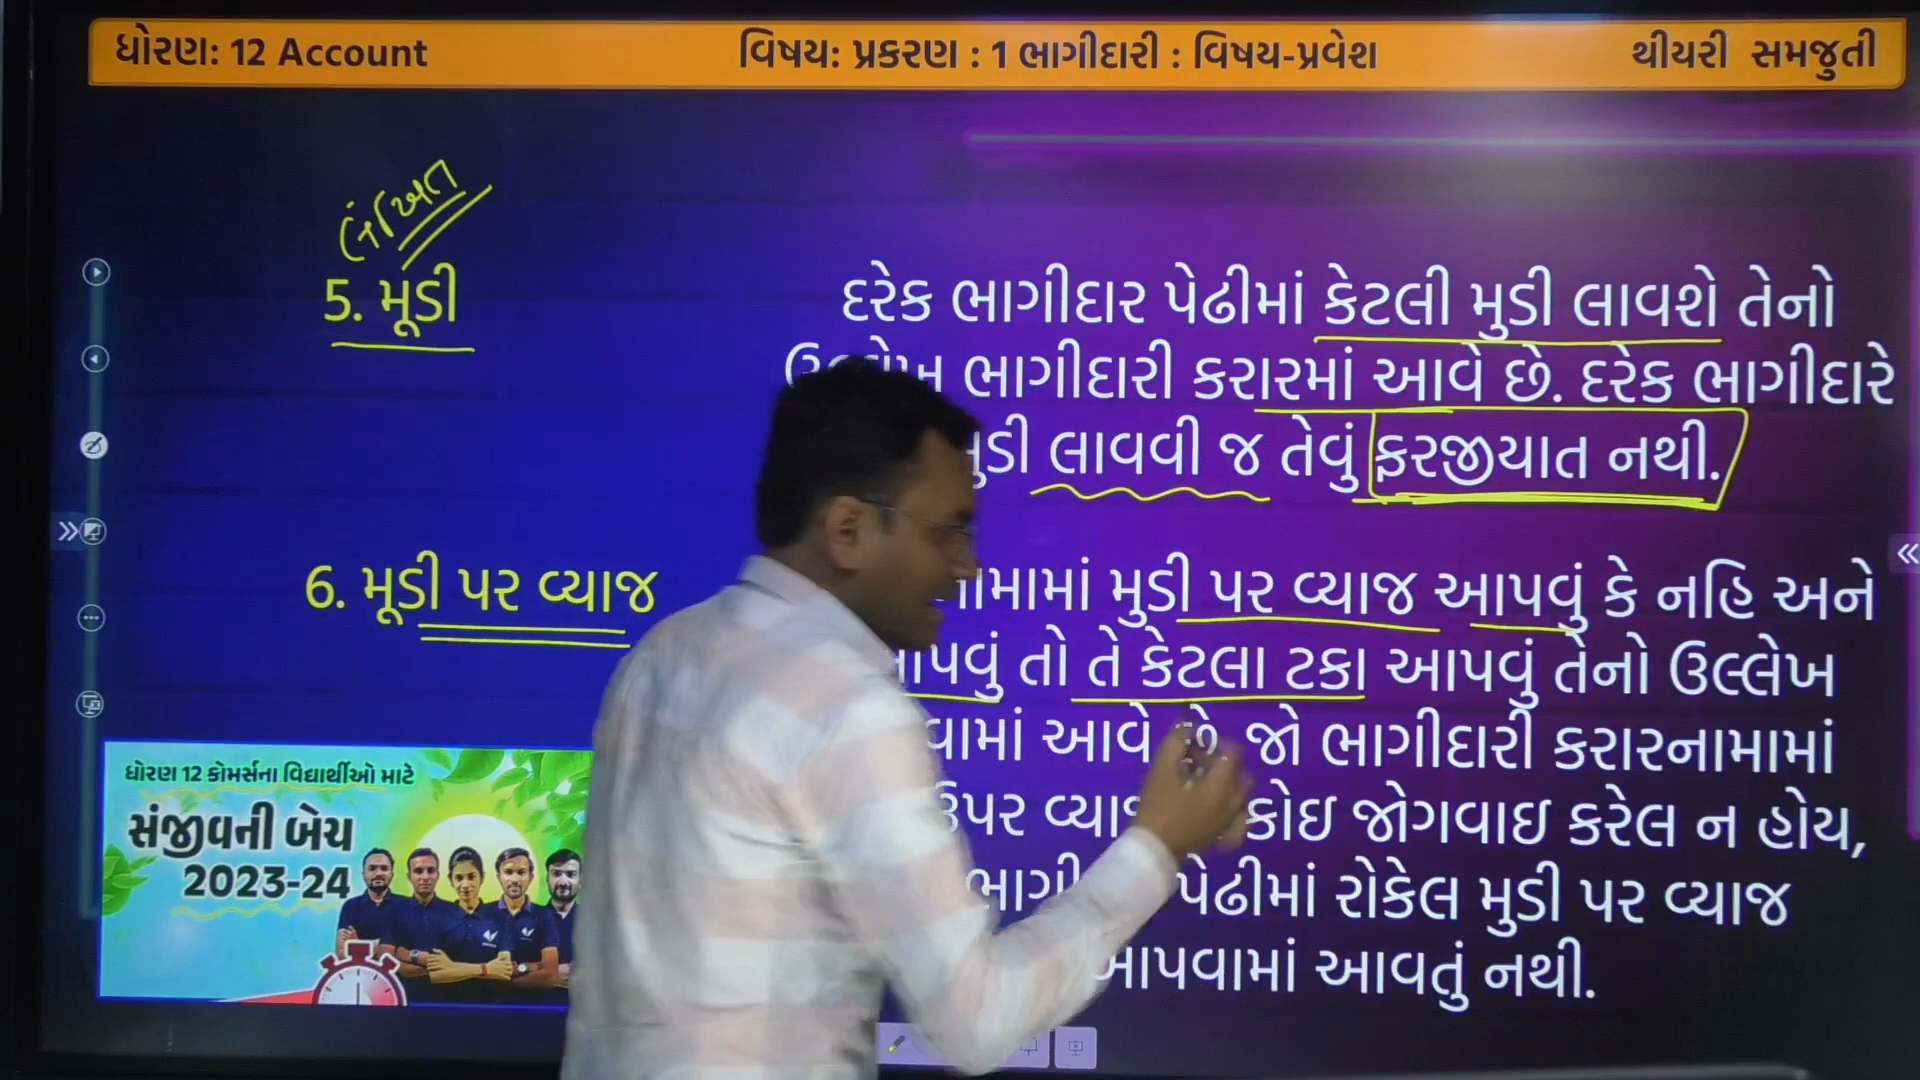 ધોરણ: 12 Account
વિષય: પ્રકરણ : 1 ભાગીદારી : વિષય-પ્રવેશ
થીયરી સમજુતી
5. મૂડી
દરેક ભાગીદાર પેઢીમાં કેટલી મુડી લાવશે તેનો
ભાગીદારી કરારમાં આવે છે. દરેક ભાગીદારે
લાવવી જ તેવું ફરજીયાત નથી.
6. મૂડી પર વ્યાજ
મુડી પર વ્યાજ આપવું કે નહિ અને
તો તે કેટલા ટકા આપવું તેનો ઉલ્લેખ
આવે છે જો ભાગીદારી કરારનામામાં
ઉપર કોઇ જોગવાઇ કરેલ ન હોય,
પેઢીમાં રોકેલ મુડી પર વ્યાજ
આપવામાં આવતું નથી.
ધોરણ 12 કોમર્સના વિદ્યાર્થીઓ માટે
સંજીવની બેચ
2023-24